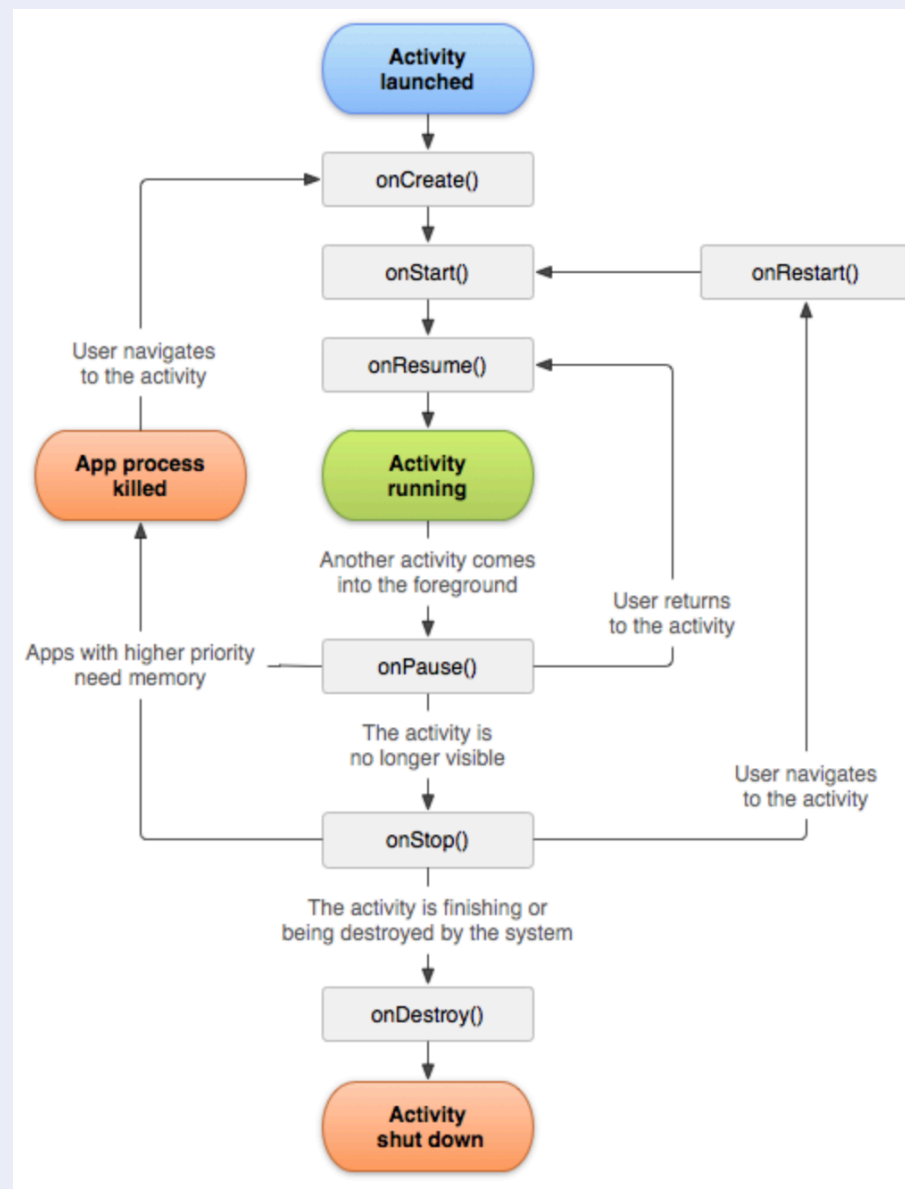 Activity
launched
onCreate()
onStart()
onRestart()
onResume()
User navigates
to the activity
App process
killed
Activity
running
Another activity comes
into the foreground
User returns
to the activity
Apps with higher priority
need memory
onPause()
The activity is
no longer visible
User navigates
to the activity
onStop()
The activity is finishing or
being destroyed by the system
onDestroy()
Activity
shut down